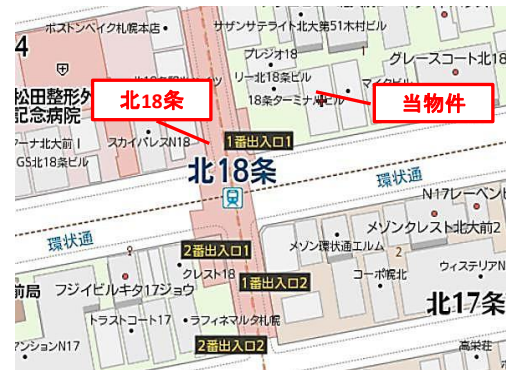 ボストンベイク札幌本店
サザンサテライト北大第51木村ビル
4
プレジオ18
グレースコート北18
リー北18条ビル
マイクビル
北18条
当物件
18条ターミナルビル
松田整形外
記念病院
ーナ北大前Ⅰ
スカイパレスN18
GS北18条ビル
1番出入口1
北18条
環状通
N17レーベン
環状通
メゾンクレスト北大前2
メゾン環状通エルム
2
2番出入口1
クレスト18
1番出入口2
コーポ幌北
ウィステリアN
前局
フジイビルキタ17ジョウ
北17条
トラストコート17
ラフィネマルタ札幌
アンションN17
2番出入口2
高栄荘